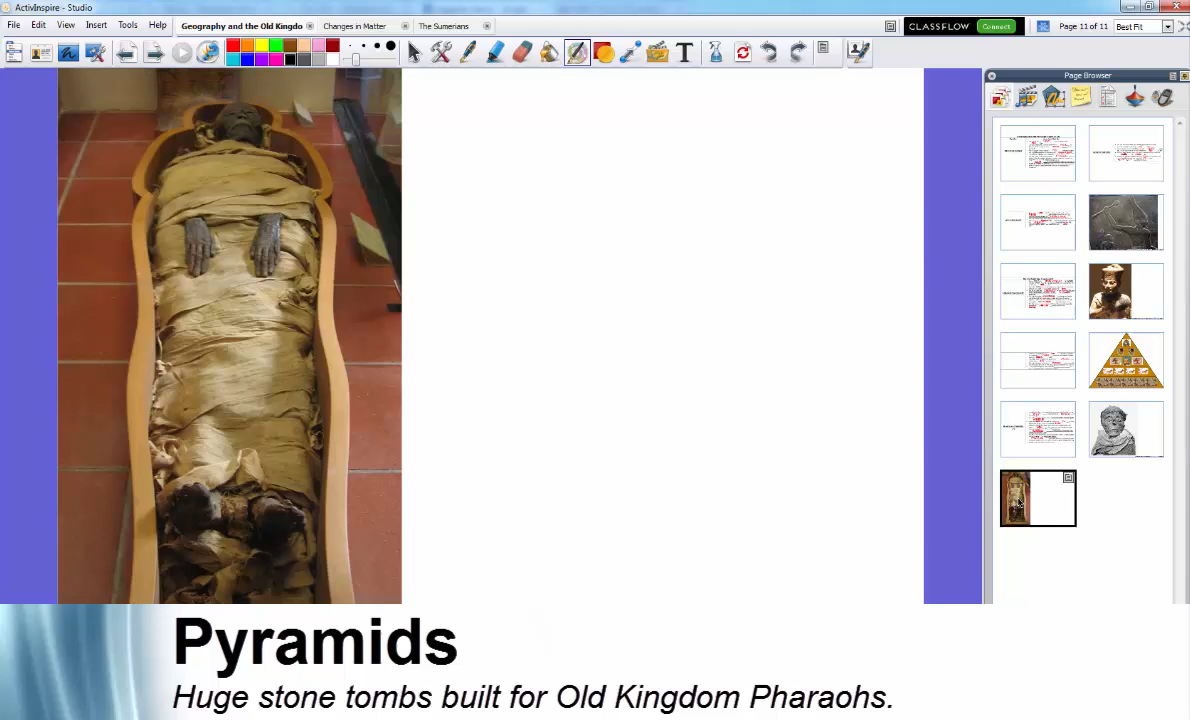 ActivInspire - Studio
File Edit View Insert Tools Help
Geography and the Old Kingdo
Changes in Matter
The Sumerians
CLASSFLOW Connect
Page 11 of 11
Best Fit
T
Page Browser
Pyramids
Huge stone tombs built for Old Kingdom Pharaohs.